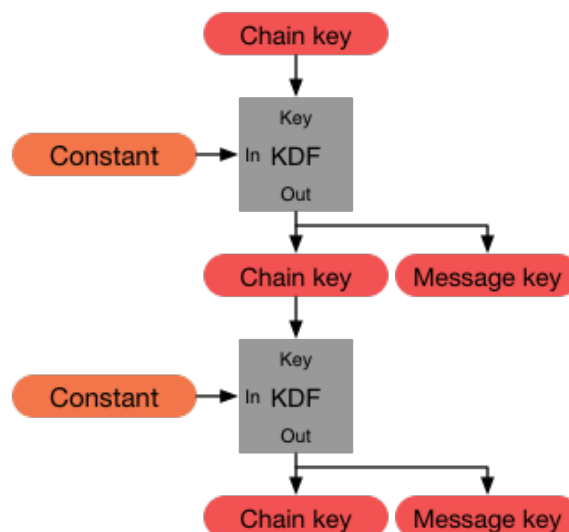 Chain key
Key
Constant
In KDF
Out
Chain key Message key
Key
Constant
In KDF
Out
Chain key Message key